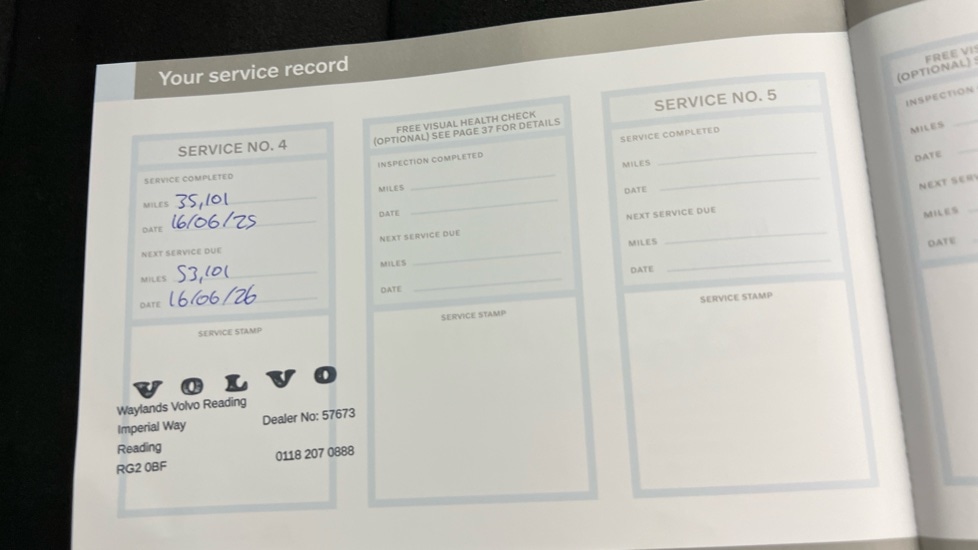 Your service record
SERVICE NO. 4
SERVICE COMPLETED
MILES 35,101
DATE 16/06/25
NEXT SERVICE DUE
MILES 53,101
DATE 16/06/26
SERVICE STAMP
VOLVO
Waylands Volvo Reading
Imperial Way Dealer No: 57673
Reading
RG2 0BF 0118 207 0888
FREE VISUAL HEALTH CHECK
(OPTIONAL) SEE PAGE 37 FOR DETAILS
INSPECTION COMPLETED
MILES
DATE
NEXT SERVICE DUE
MILES
DATE
SERVICE STAMP
SERVICE NO. 5
SERVICE COMPLETED
MILES
DATE
NEXT SERVICE DUE
MILES
DATE
SERVICE STAMP
FREE
(OPTIONAL)
INSPECTION
MILES
DATE
NEXT
MILES
DATE